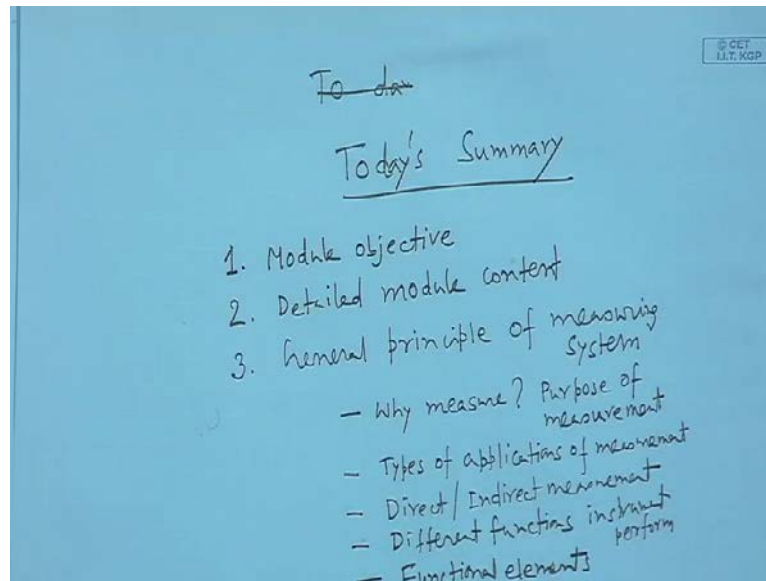 © CET
I.I.T. KGP
To da
Today's Summary
1. Module objective
2. Detailed module content
3. General principle of measuring
system
- Why measure? Purpose of
measurement
- Types of applications of measurement
- Direct / Indirect measurement
- Different functions instrument
perform
- Functional elements